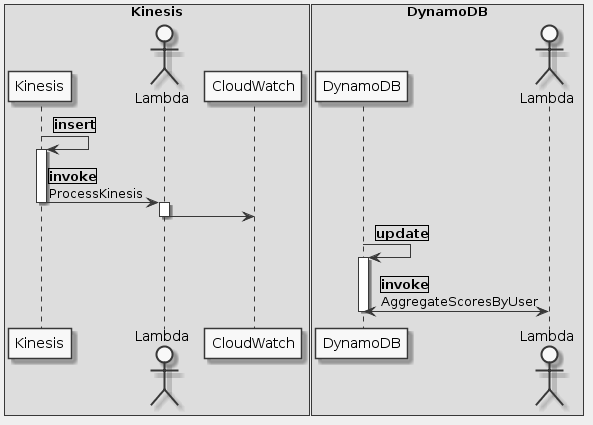 Kinesis
DynamoDB
Kinesis
Lambda
CloudWatch
DynamoDB
Lambda
insert
invoke
ProcessKinesis
update
invoke
AggregateScoresByUser
Kinesis
Lambda
CloudWatch
DynamoDB
Lambda